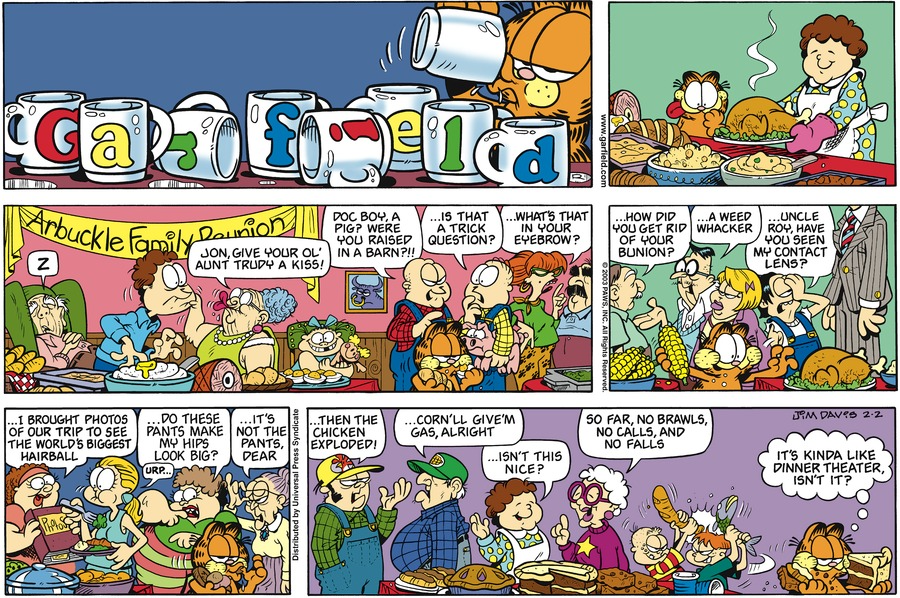 Garfield
www.garfield.com
Arbuckle Family Reunion
Z
JON, GIVE YOUR OL'
AUNT TRUDY A KISS!
DOC BOY, A
PIG? WERE
YOU RAISED
IN A BARN?!!
...IS THAT
A TRICK
QUESTION?
...WHAT'S THAT
IN YOUR
EYEBROW?
© 2003 PAWS, INC. All Rights Reserved.
...HOW DID
YOU GET RID
OF YOUR
BUNION?
...A WEED
WHACKER
...UNCLE
ROY, HAVE
YOU SEEN
MY CONTACT
LENS?
...I BROUGHT PHOTOS
OF OUR TRIP TO SEE
THE WORLD'S BIGGEST
HAIRBALL
...DO THESE
PANTS MAKE
MY HIPS
LOOK BIG?
URP...
...IT'S
NOT THE
PANTS,
DEAR
Distributed by Universal Press Syndicate
...THEN THE
CHICKEN
EXPLODED!
...CORN'LL GIVE'M
GAS, ALRIGHT
...ISN'T THIS
NICE?
SO FAR, NO BRAWLS,
NO CALLS, AND
NO FALLS
JIM DAVIS 2-2
IT'S KINDA LIKE
DINNER THEATER,
ISN'T IT?